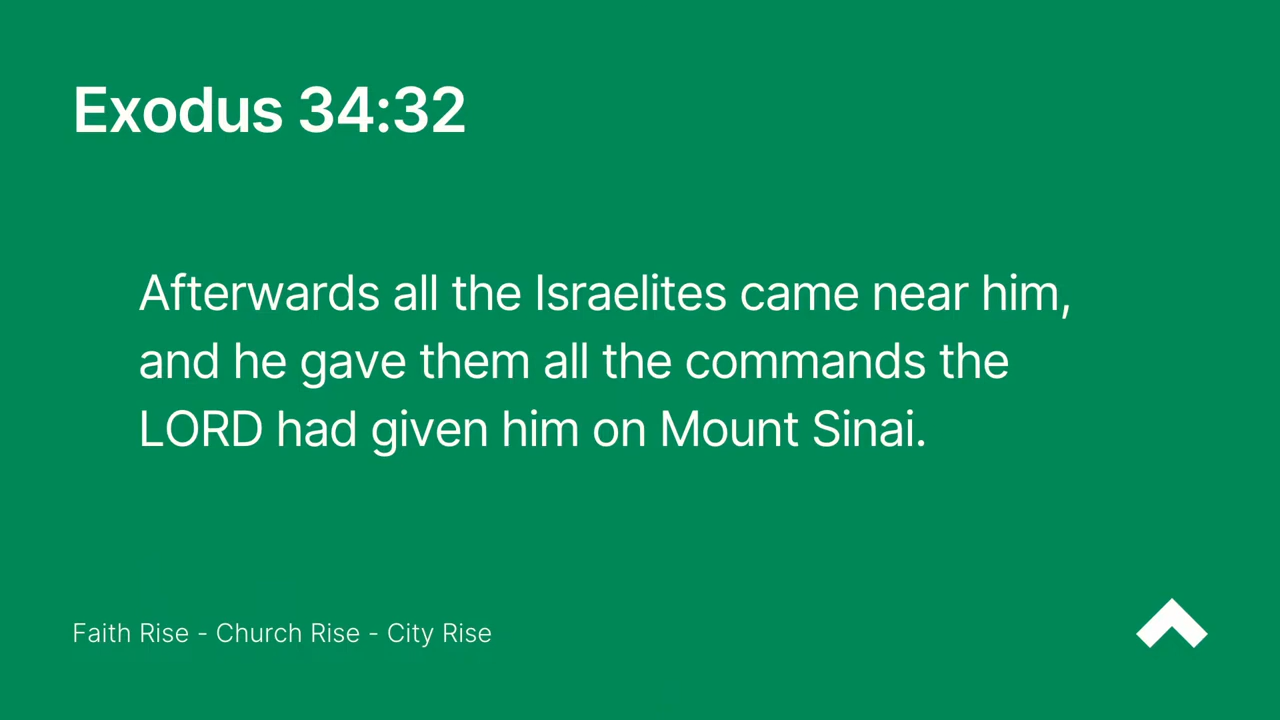 Exodus 34:32
Afterwards all the Israelites came near him,
and he gave them all the commands the
LORD had given him on Mount Sinai.
Faith Rise - Church Rise - City Rise